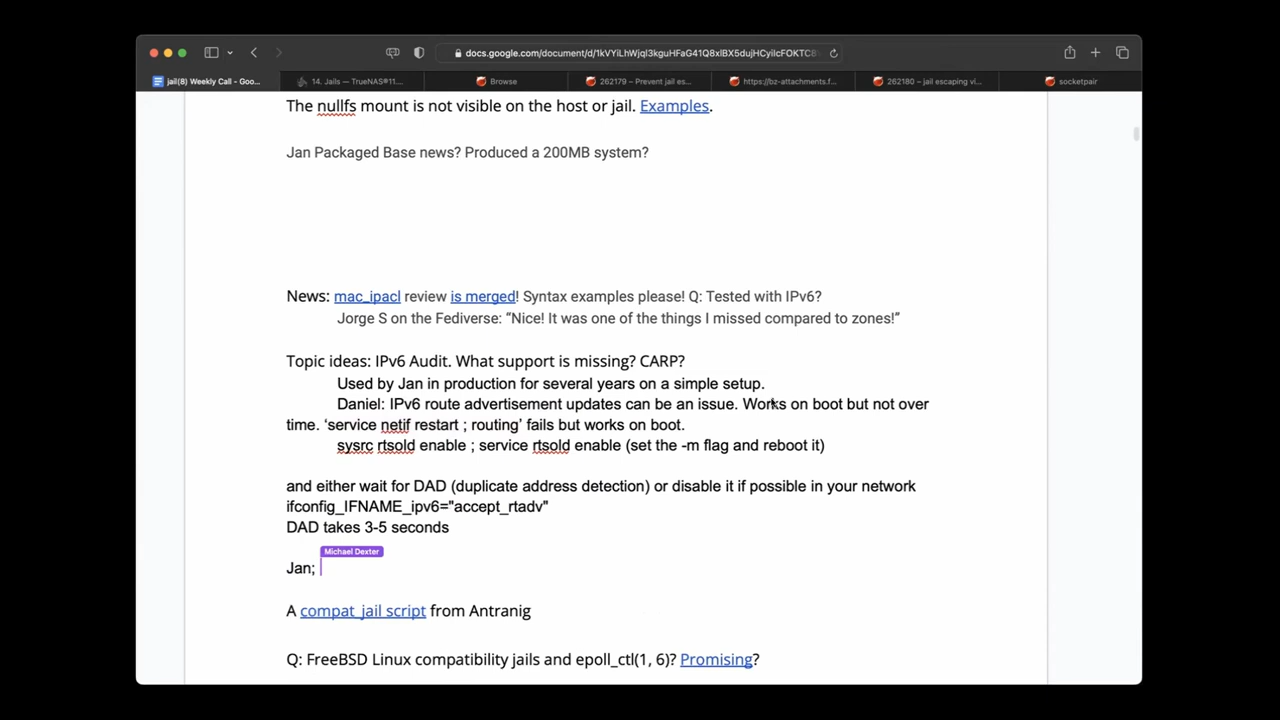 docs.google.com/document/d/1kVYiLhWjql3kguHFaG41Q8xlBX5dujHCyilcFOKTC
jail(8) Weekly Call - Goo...
14. Jails — TrueNAS®11...
Browse
262179 – Prevent jail es...
https://bz-attachments.f...
262180 – jail escaping vi...
socketpair
The nullfs mount is not visible on the host or jail. Examples.
Jan Packaged Base news? Produced a 200MB system?
News: mac_ipacl review is merged! Syntax examples please! Q: Tested with IPv6?
Jorge S on the Fediverse: “Nice! It was one of the things I missed compared to zones!”
Topic ideas: IPv6 Audit. What support is missing? CARP?
Used by Jan in production for several years on a simple setup.
Daniel: IPv6 route advertisement updates can be an issue. Works on boot but not over
time. ‘service netif restart ; routing’ fails but works on boot.
sysrc rtsold enable ; service rtsold enable (set the -m flag and reboot it)
and either wait for DAD (duplicate address detection) or disable it if possible in your network
ifconfig_IFNAME_ipv6="accept_rtadv"
DAD takes 3-5 seconds
Michael Dexter
Jan;
A compat_jail script from Antranig
Q: FreeBSD Linux compatibility jails and epoll_ctl(1, 6)? Promising?